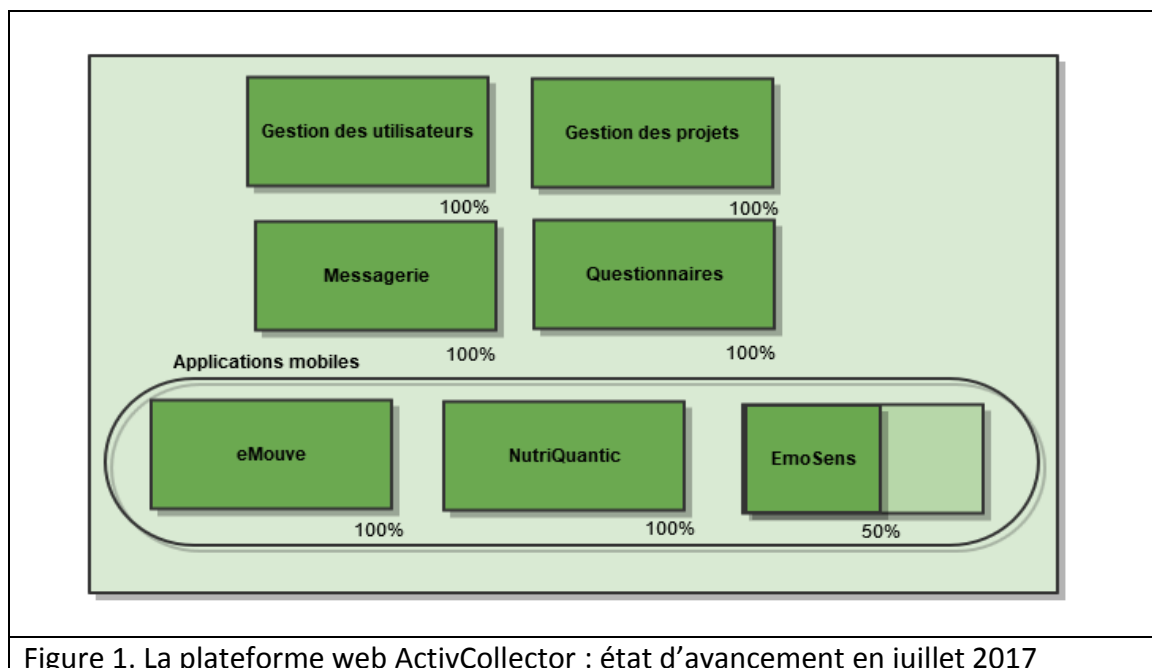 Gestion des utilisateurs
Gestion des projets
100%
100%
Messagerie
Questionnaires
100%
100%
Applications mobiles
eMouve
NutriQuantic
EmoSens
100%
100%
50%
Figure 1. La plateforme web ActivCollector : état d’avancement en juillet 2017